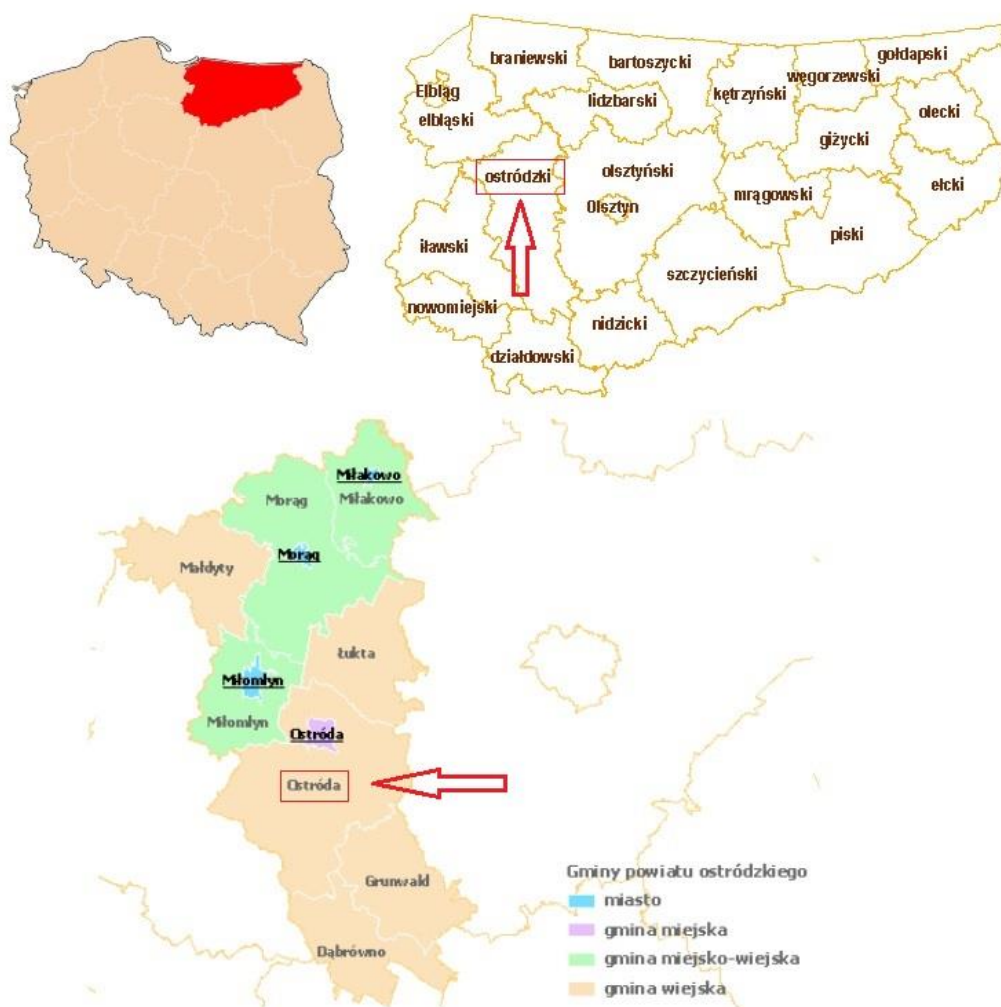 braniewski
bartoszycki
gołdapski
węgorzewski
kętrzyński
Elbląg
elbląski
lidzbarski
olecki
giżycki
ostródzki
olsztyński
mrągowski
ełcki
Olsztyn
iławski
piski
szczycieński
nowomiejski
nidzicki
działdowski
Miłakowo
Morąg
Miłakowo
Morąg
Małdyty
Łukta
Miłomłyn
Miłomłyn
Ostróda
Ostróda
Grunwald
Dąbrówno
Gminy powiatu ostródzkiego
miasto
gmina miejska
gmina miejsko-wiejska
gmina wiejska